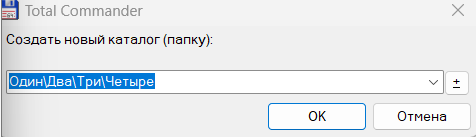 Total Commander
Создать новый каталог (папку):
Один\Два\Три\Четыре
±
OK
Отмена